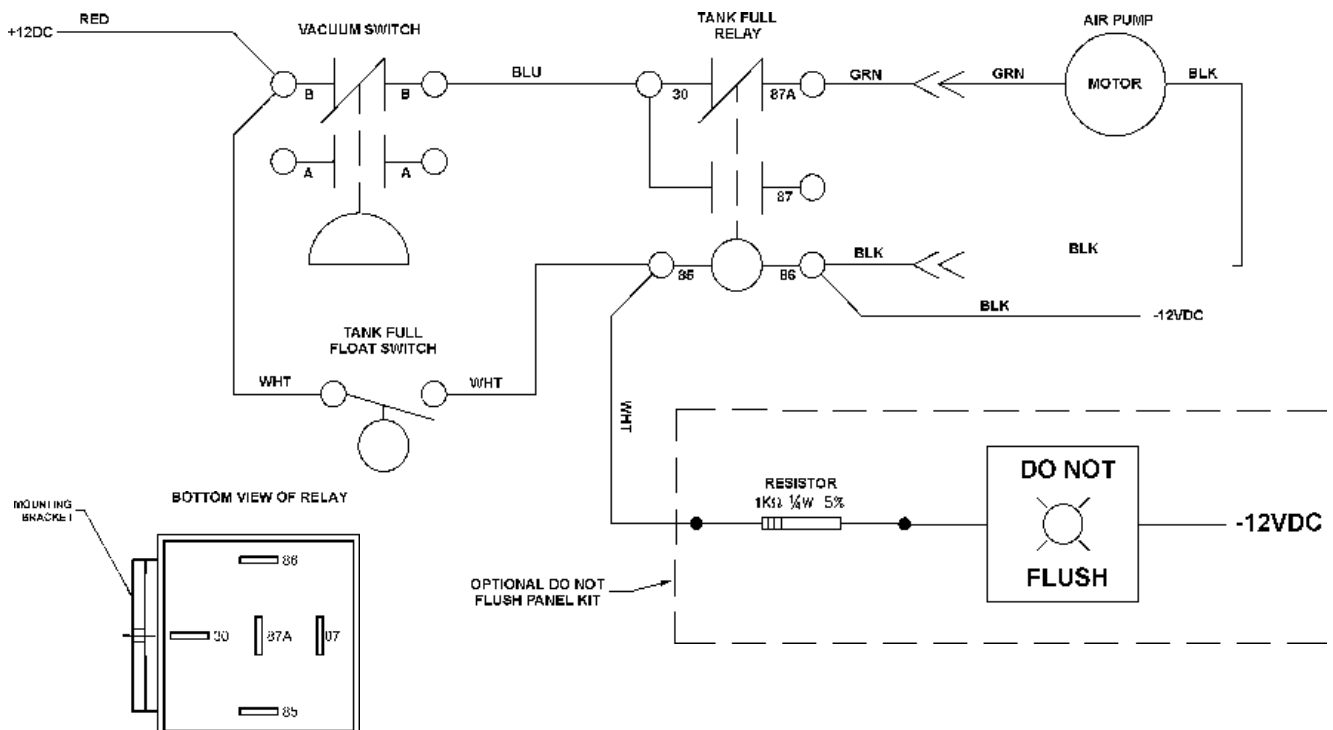 RED
+12DC
VACUUM SWITCH
TANK FULL
RELAY
AIR PUMP
BLU
GRN
GRN
MOTOR
BLK
B
B
30
87A
A
A
87
85
86
BLK
BLK
BLK
-12VDC
TANK FULL
FLOAT SWITCH
WHT
WHT
WHT
RESISTOR
1KΩ ¼W 5%
DO NOT
FLUSH
-12VDC
OPTIONAL DO NOT
FLUSH PANEL KIT
BOTTOM VIEW OF RELAY
MOUNTING
BRACKET
86
30
87A
07
85